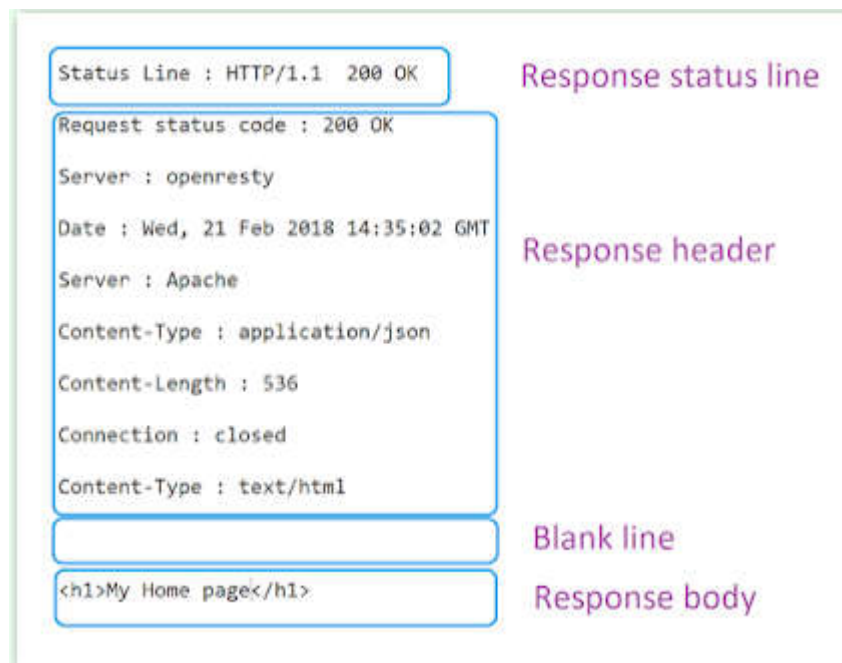 Status Line : HTTP/1.1  200 OK
Response status line
Request status code : 200 OK
Server : openresty
Date : Wed, 21 Feb 2018 14:35:02 GMT
Response header
Server : Apache
Content-Type : application/json
Content-Length : 536
Connection : closed
Content-Type : text/html
Blank line
<h1>My Home page</h1>
Response body